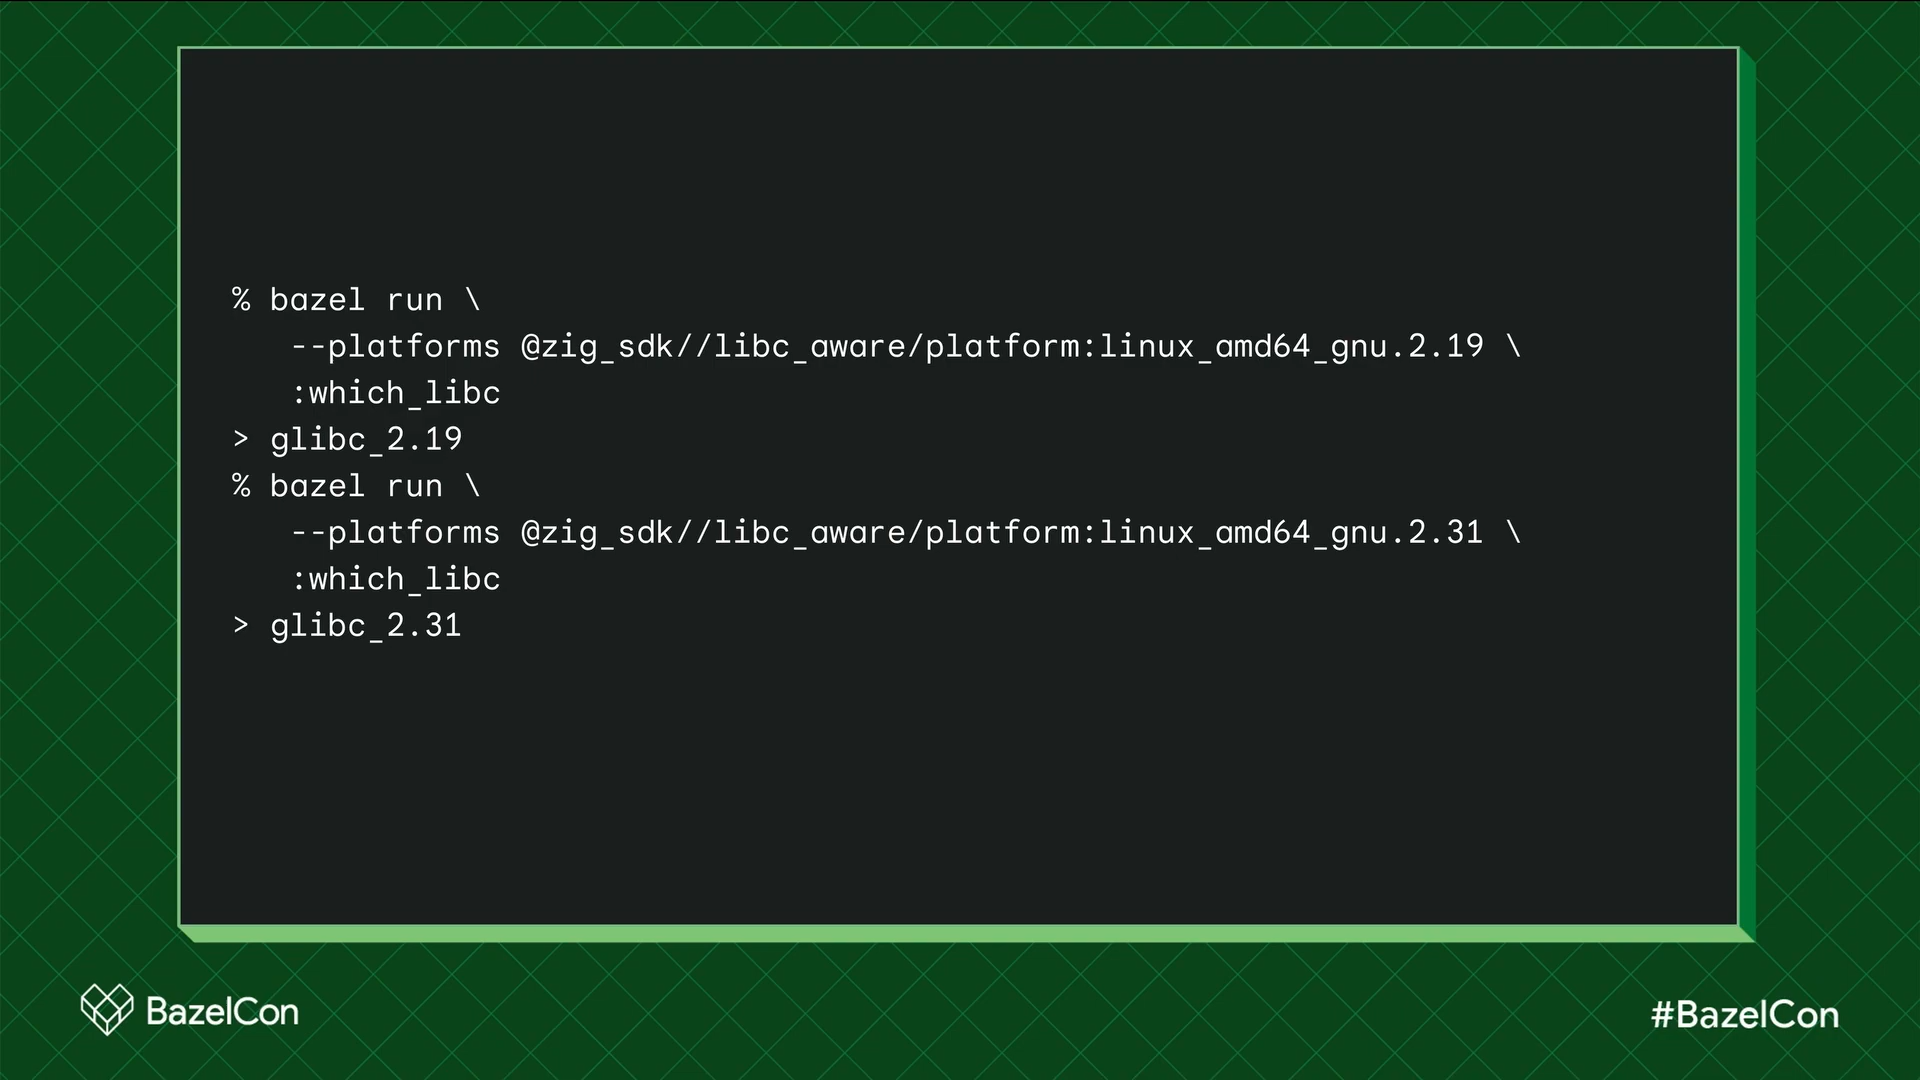 % bazel run \
--platforms @zig_sdk//libc_aware/platform:linux_amd64_gnu.2.19 \
:which_libc
> glibc_2.19
% bazel run \
--platforms @zig_sdk//libc_aware/platform:linux_amd64_gnu.2.31 \
:which_libc
> glibc_2.31
BazelCon
#BazelCon